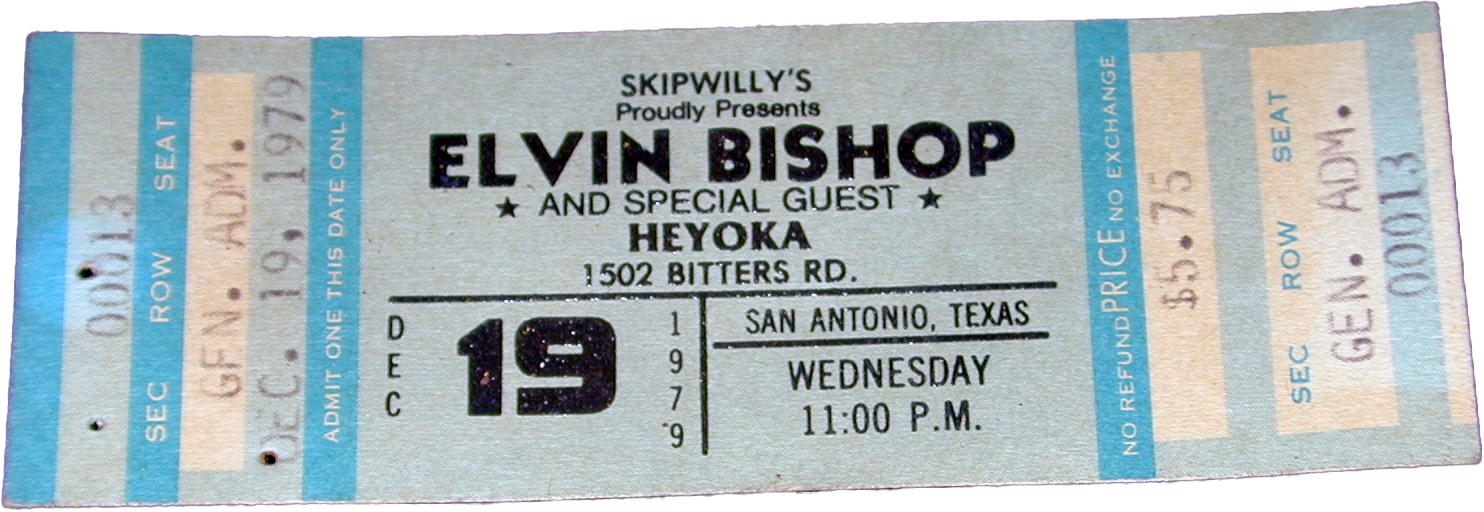 00013
SEC ROW SEAT
GEN. ADM.
DEC. 19, 1979
ADMIT ONE THIS DATE ONLY
SKIPWILLY'S
Proudly Presents
ELVIN BISHOP
★ AND SPECIAL GUEST ★
HEYOKA
1502 BITTERS RD.
DEC 19 1979
SAN ANTONIO, TEXAS
WEDNESDAY
11:00 P.M.
NO REFUND PRICE NO EXCHANGE
$5.75
SEC ROW SEAT
GEN. ADM.
00013